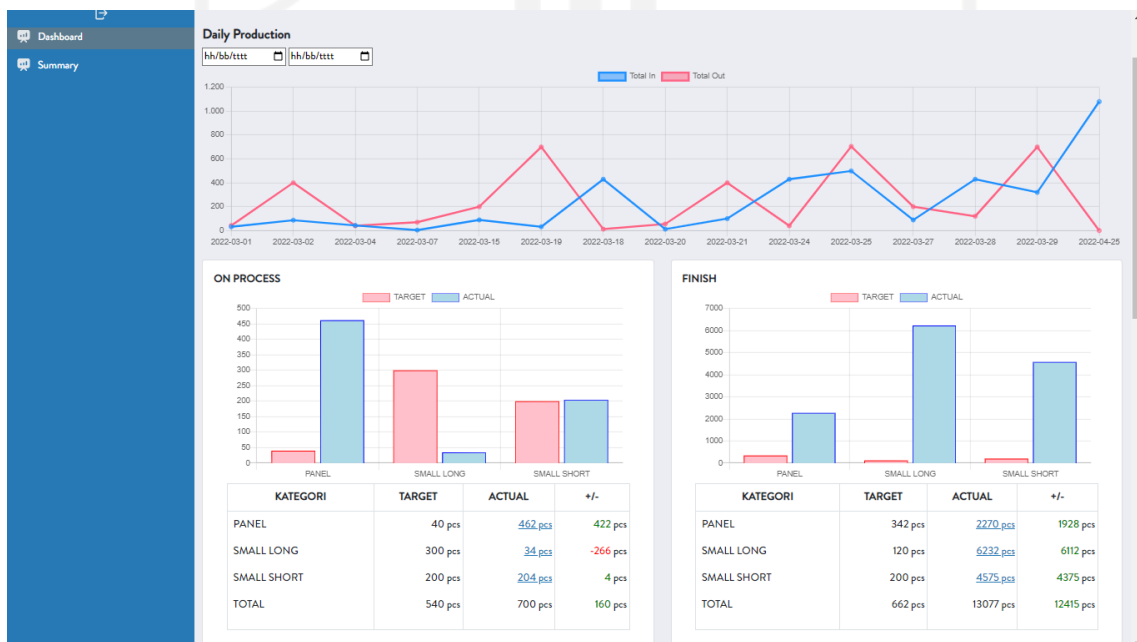 Dashboard
Summary
Daily Production
hh/bb/tttt hh/bb/tttt
Total In Total Out
1.200
1.000
800
600
400
200
0
2022-03-01 2022-03-02 2022-03-04 2022-03-07 2022-03-15 2022-03-19 2022-03-18 2022-03-20 2022-03-21 2022-03-24 2022-03-25 2022-03-27 2022-03-28 2022-03-29 2022-04-25
ON PROCESS
TARGET ACTUAL
500
450
400
350
300
250
200
150
100
50
0
PANEL SMALL LONG SMALL SHORT
KATEGORI TARGET ACTUAL +/-
PANEL 40 pcs 462 pcs 422 pcs
SMALL LONG 300 pcs 34 pcs -266 pcs
SMALL SHORT 200 pcs 204 pcs 4 pcs
TOTAL 540 pcs 700 pcs 160 pcs
FINISH
TARGET ACTUAL
7000
6000
5000
4000
3000
2000
1000
0
PANEL SMALL LONG SMALL SHORT
KATEGORI TARGET ACTUAL +/-
PANEL 342 pcs 2270 pcs 1928 pcs
SMALL LONG 120 pcs 6232 pcs 6112 pcs
SMALL SHORT 200 pcs 4575 pcs 4375 pcs
TOTAL 662 pcs 13077 pcs 12415 pcs